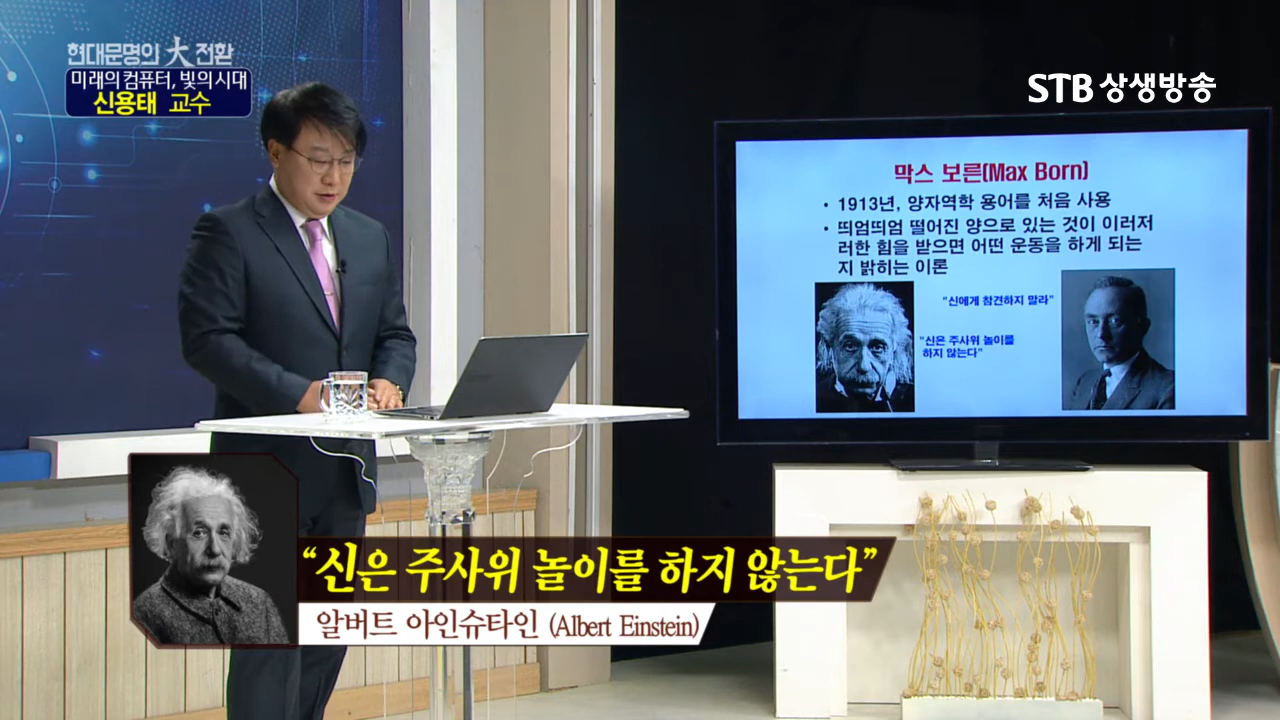 현대문명의 大 전환
미래의 컴퓨터, 빛의 시대
신용태 교수
STB 상생방송
막스 보른(Max Born)
• 1913년, 양자역학 용어를 처음 사용
• 띄엄띄엄 떨어진 양으로 있는 것이 이러저
러한 힘을 받으면 어떤 운동을 하게 되는
지 밝히는 이론
"신에게 참견하지 말라"
"신은 주사위 놀이를
하지 않는다"
“신은 주사위 놀이를 하지 않는다”
알버트 아인슈타인 (Albert Einstein)